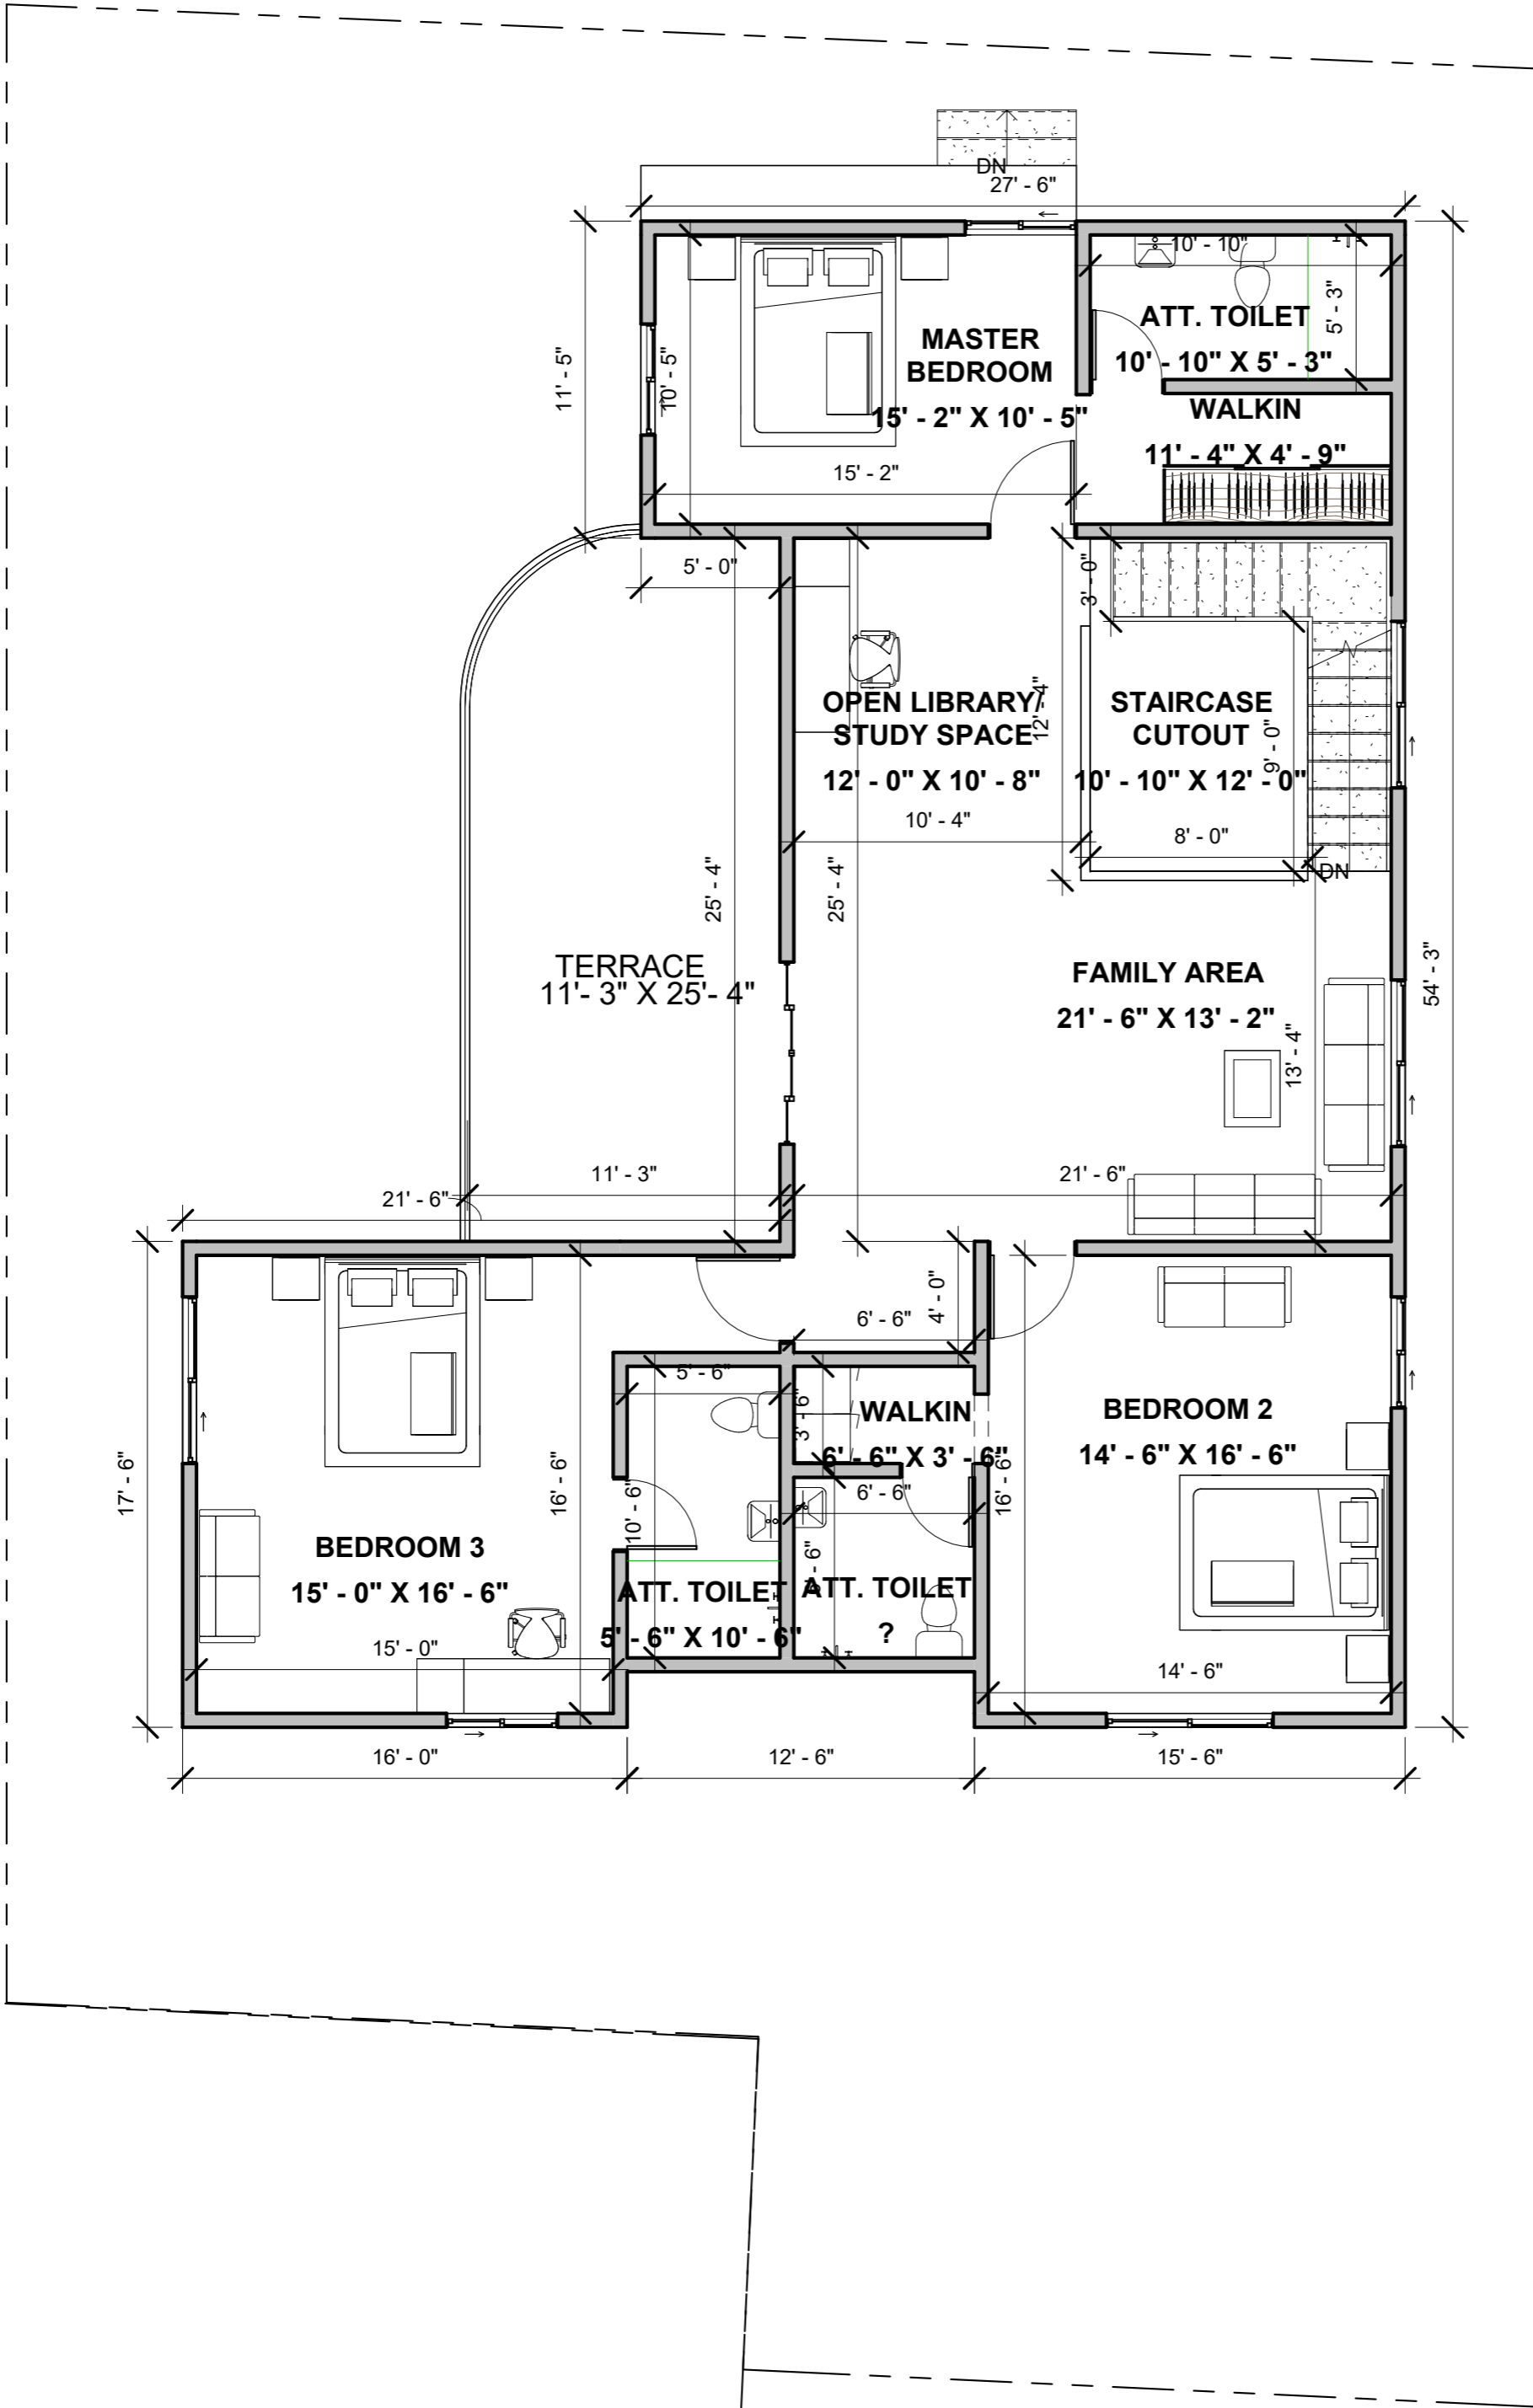 DN
27' - 6"
10' - 10"
ATT. TOILET
10' - 10" X 5' - 3"
5' - 3"
MASTER
BEDROOM
15' - 2" X 10' - 5"
11' - 5"
10' - 5"
WALKIN
11' - 4" X 4' - 9"
15' - 2"
5' - 0"
3' - 0"
OPEN LIBRARY/
STUDY SPACE
12' - 0" X 10' - 8"
12' - 4"
STAIRCASE
CUTOUT
10' - 10" X 12' - 0"
9' - 0"
10' - 4"
8' - 0"
DN
25' - 4"
25' - 4"
TERRACE
11'- 3" X 25'- 4"
FAMILY AREA
21' - 6" X 13' - 2"
13' - 4"
54' - 3"
11' - 3"
21' - 6"
21' - 6"
4' - 0"
6' - 6"
5' - 6"
3' - 6"
WALKIN
6' - 6" X 3' - 6"
6' - 6"
BEDROOM 2
14' - 6" X 16' - 6"
17' - 6"
16' - 6"
10' - 6"
16' - 6"
BEDROOM 3
15' - 0" X 16' - 6"
ATT. TOILET
5' - 6" X 10' - 6"
ATT. TOILET
?
15' - 0"
14' - 6"
16' - 0"
12' - 6"
15' - 6"